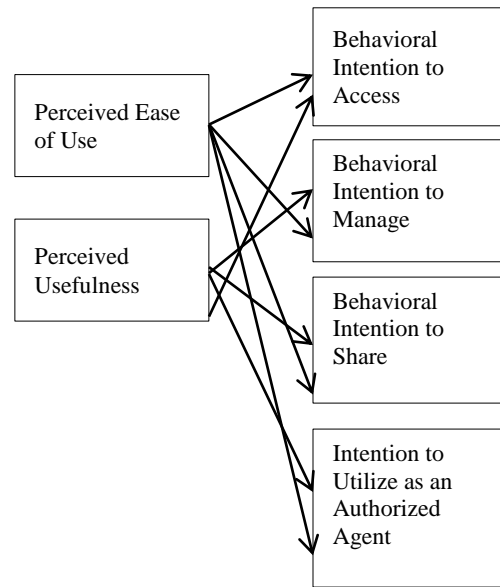 Perceived Ease
of Use
Perceived
Usefulness
Behavioral
Intention to
Access
Behavioral
Intention to
Manage
Behavioral
Intention to
Share
Intention to
Utilize as an
Authorized
Agent